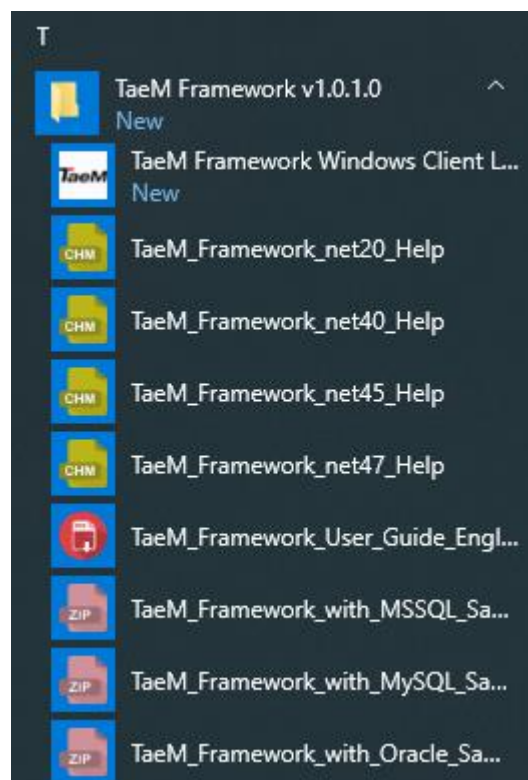 T
TaeM Framework v1.0.1.0
New
TaeM
TaeM Framework Windows Client L...
New
CHM
TaeM_Framework_net20_Help
CHM
TaeM_Framework_net40_Help
CHM
TaeM_Framework_net45_Help
CHM
TaeM_Framework_net47_Help
TaeM_Framework_User_Guide_Engl...
ZIP
TaeM_Framework_with_MSSQL_Sa...
ZIP
TaeM_Framework_with_MySQL_Sa...
ZIP
TaeM_Framework_with_Oracle_Sa...